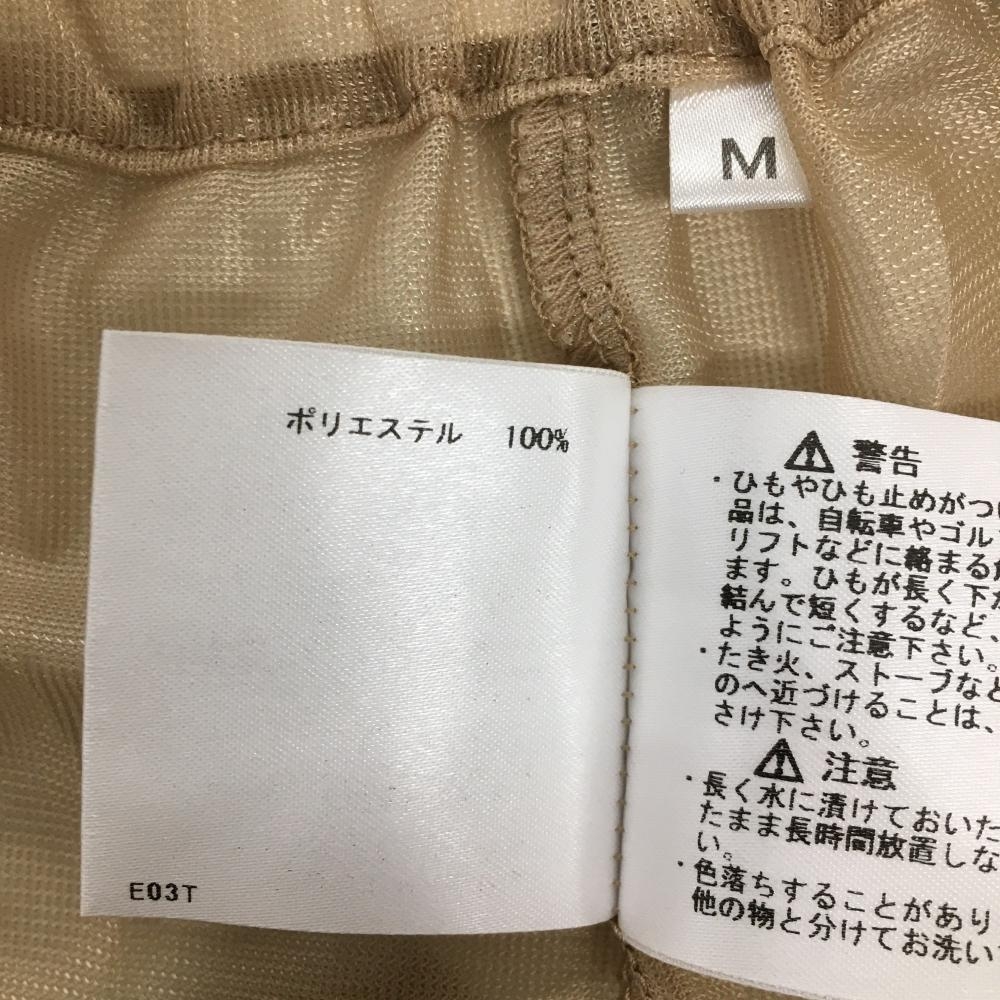 M
ポリエステル 100%
E03T
警告
・ひもやひも止めがつ
品は、自転車やゴル
リフトなどに絡まる
ます。ひもが長く下が
結んで短くするなど、
ようにご注意下さい。
・たき火、ストーブなど
のへ近づけることは、
さけ下さい。
注意
・長く水に漬けておいた
たまま長時間放置しな
い。
・色落ちすることがあり
他の物と分けてお洗い